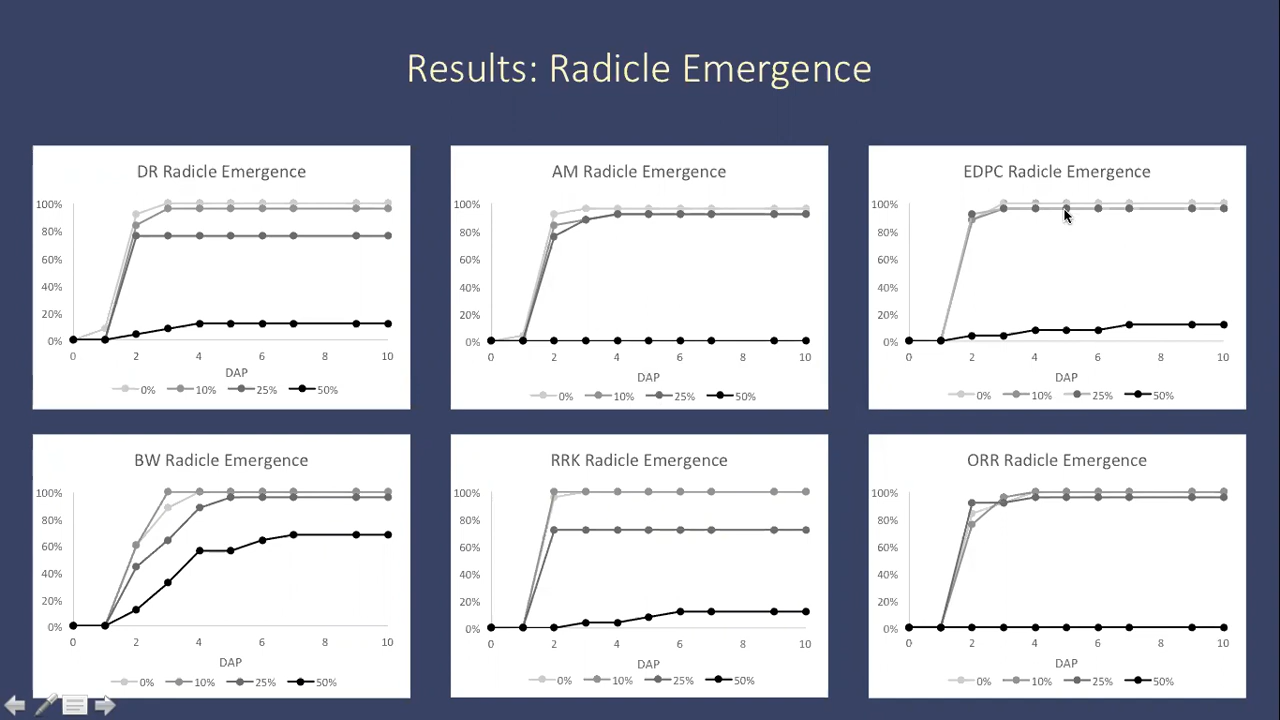 Results: Radicle Emergence
DR Radicle Emergence
100%
80%
60%
40%
20%
0%
0 2 4 6 8 10
DAP
0% 10% 25% 50%
AM Radicle Emergence
100%
80%
60%
40%
20%
0%
0 2 4 6 8 10
DAP
0% 10% 25% 50%
EDPC Radicle Emergence
100%
80%
60%
40%
20%
0%
0 2 4 6 8 10
DAP
0% 10% 25% 50%
BW Radicle Emergence
100%
80%
60%
40%
20%
0%
0 2 4 6 8 10
DAP
0% 10% 25% 50%
RRK Radicle Emergence
100%
80%
60%
40%
20%
0%
0 2 4 6 8 10
DAP
0% 10% 25% 50%
ORR Radicle Emergence
100%
80%
60%
40%
20%
0%
0 2 4 6 8 10
DAP
0% 10% 25% 50%